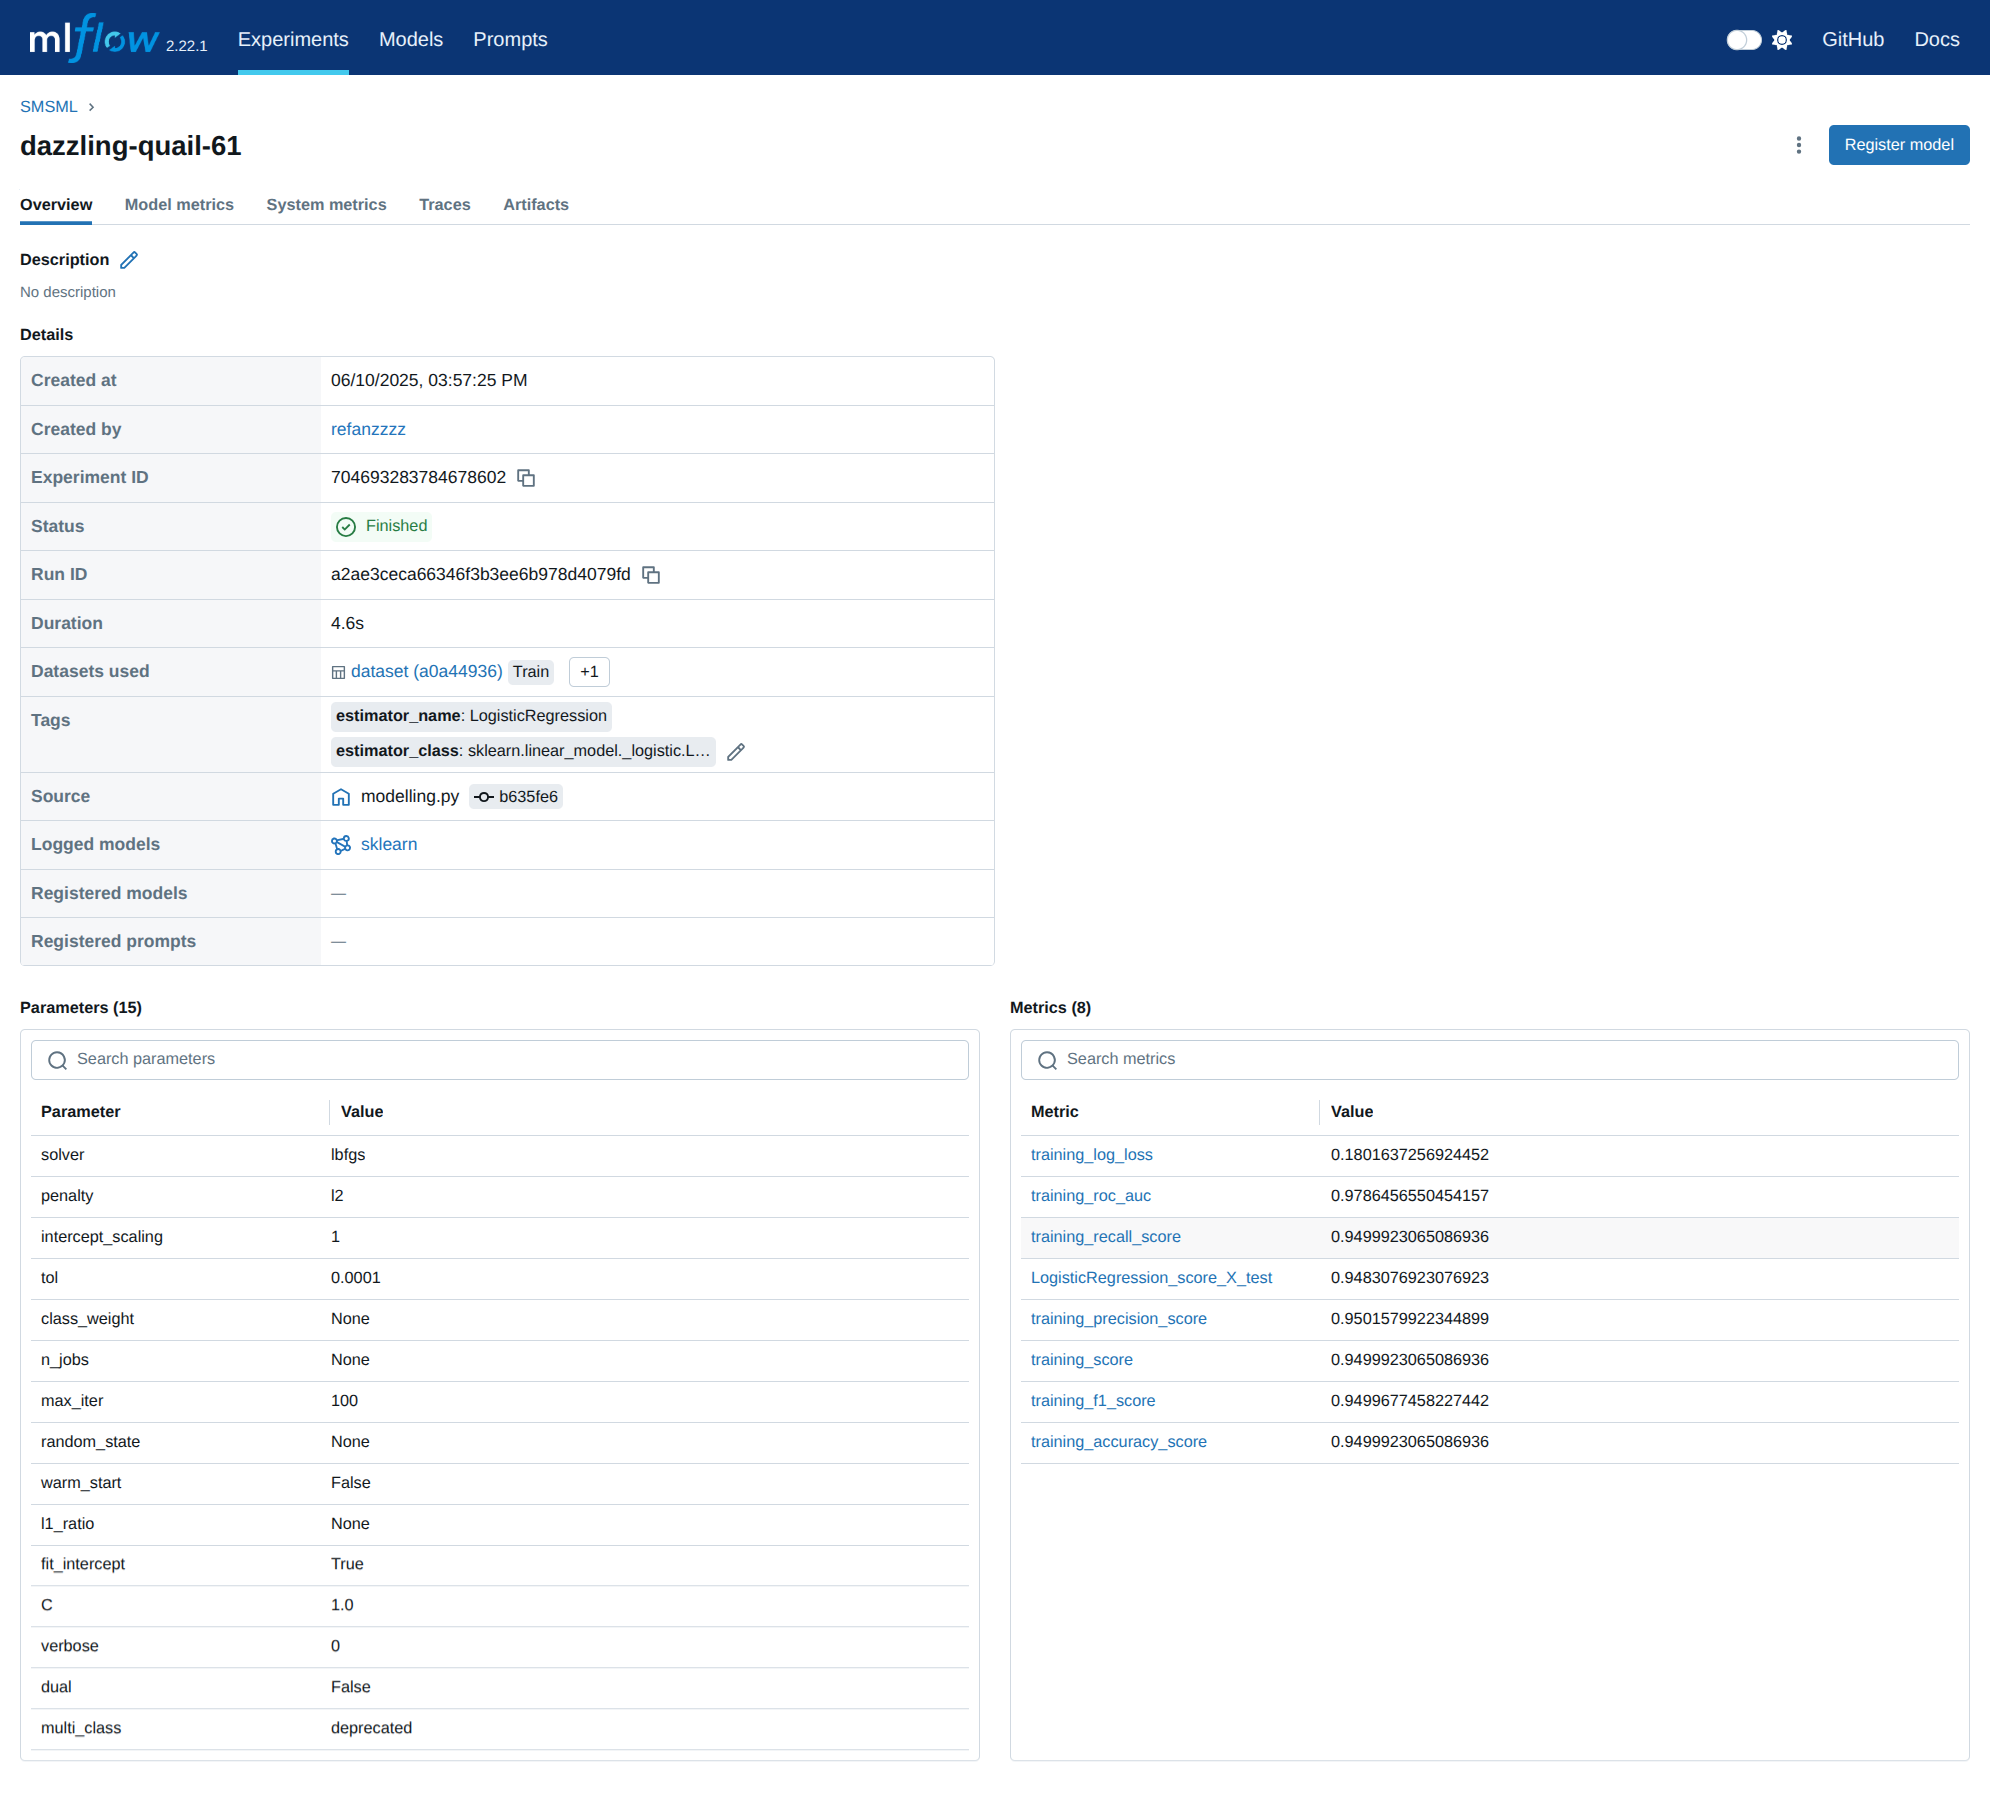 mlflow 2.22.1 Experiments Models Prompts GitHub Docs
SMSML
dazzling-quail-61 Register model
Overview Model metrics System metrics Traces Artifacts
Description
No description
Details
Created at 06/10/2025, 03:57:25 PM
Created by refanzzzz
Experiment ID 704693283784678602
Status Finished
Run ID a2ae3ceca66346f3b3ee6b978d4079fd
Duration 4.6s
Datasets used dataset (a0a44936) Train +1
Tags estimator_name: LogisticRegression
estimator_class: sklearn.linear_model._logistic.L…
Source modelling.py b635fe6
Logged models sklearn
Registered models —
Registered prompts —
Parameters (15)
Search parameters
Parameter Value
solver lbfgs
penalty l2
intercept_scaling 1
tol 0.0001
class_weight None
n_jobs None
max_iter 100
random_state None
warm_start False
l1_ratio None
fit_intercept True
C 1.0
verbose 0
dual False
multi_class deprecated
Metrics (8)
Search metrics
Metric Value
training_log_loss 0.1801637256924452
training_roc_auc 0.9786456550454157
training_recall_score 0.9499923065086936
LogisticRegression_score_X_test 0.9483076923076923
training_precision_score 0.9501579922344899
training_score 0.9499923065086936
training_f1_score 0.9499677458227442
training_accuracy_score 0.9499923065086936